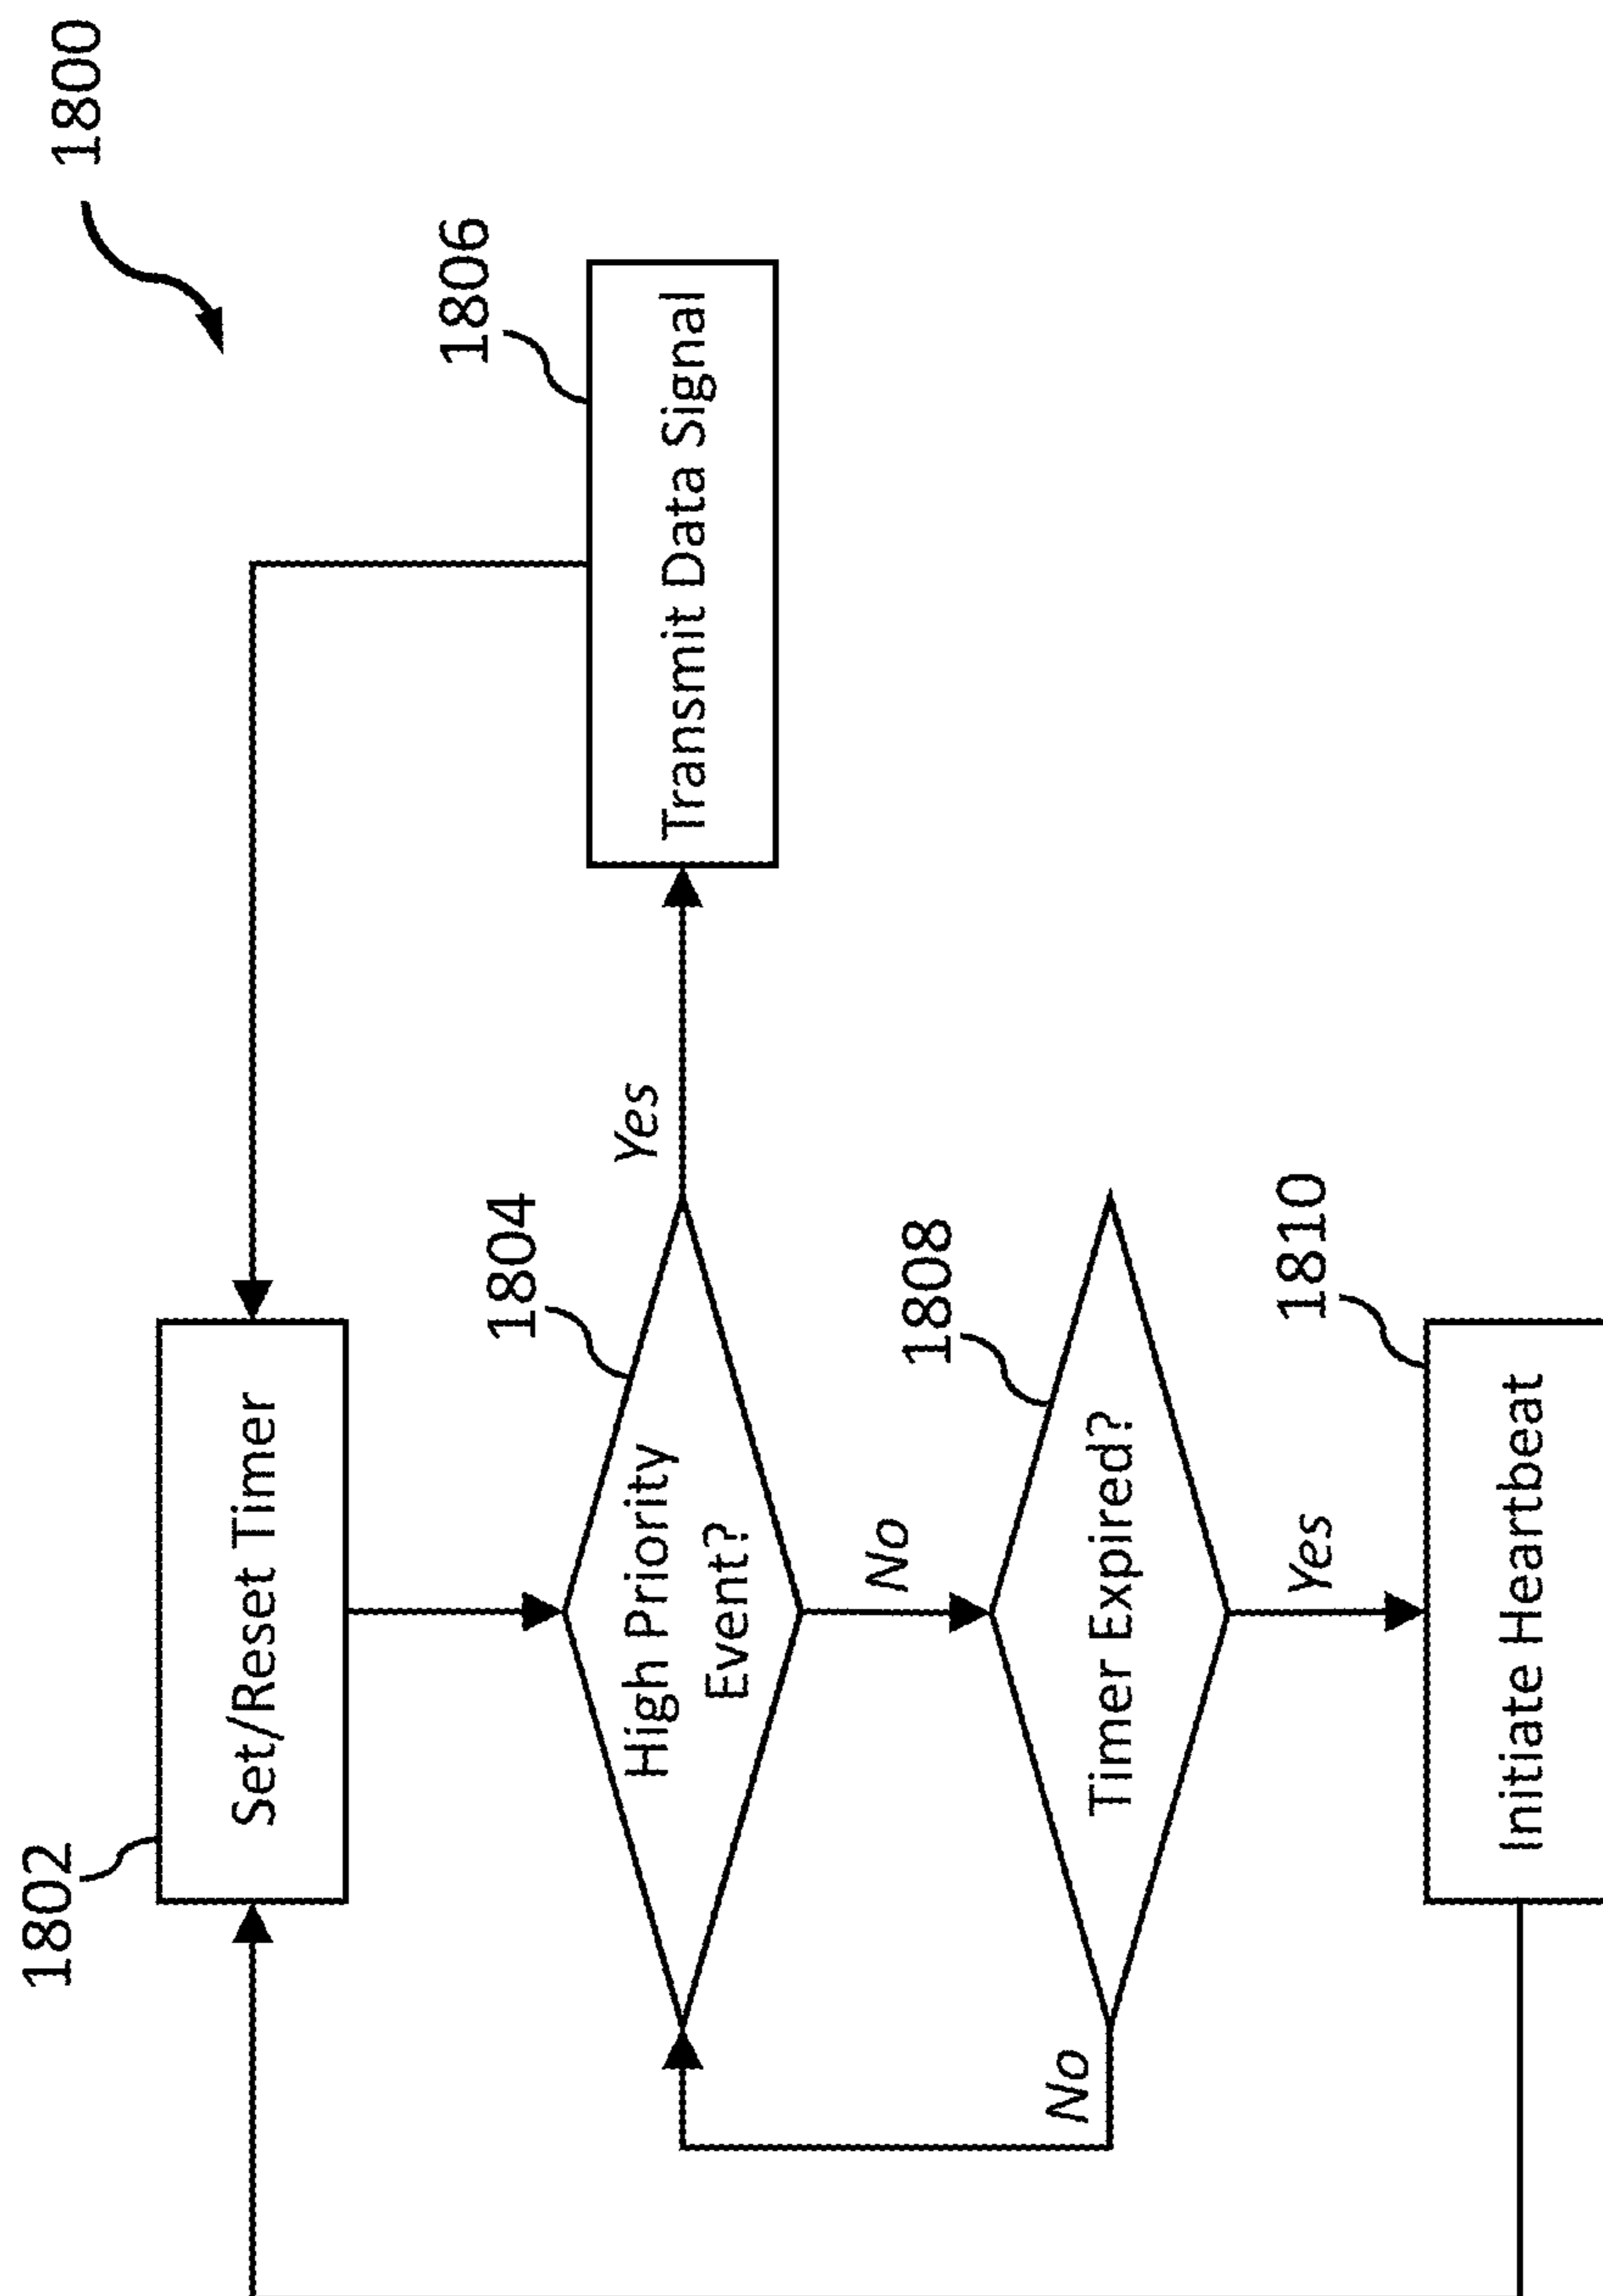 1800
1802
Set/Reset Timer
1804
High Priority
Event?
Yes
1806
Transmit Data Signal
No
1808
Timer Expired?
No
Yes
1810
Initiate Heartbeat